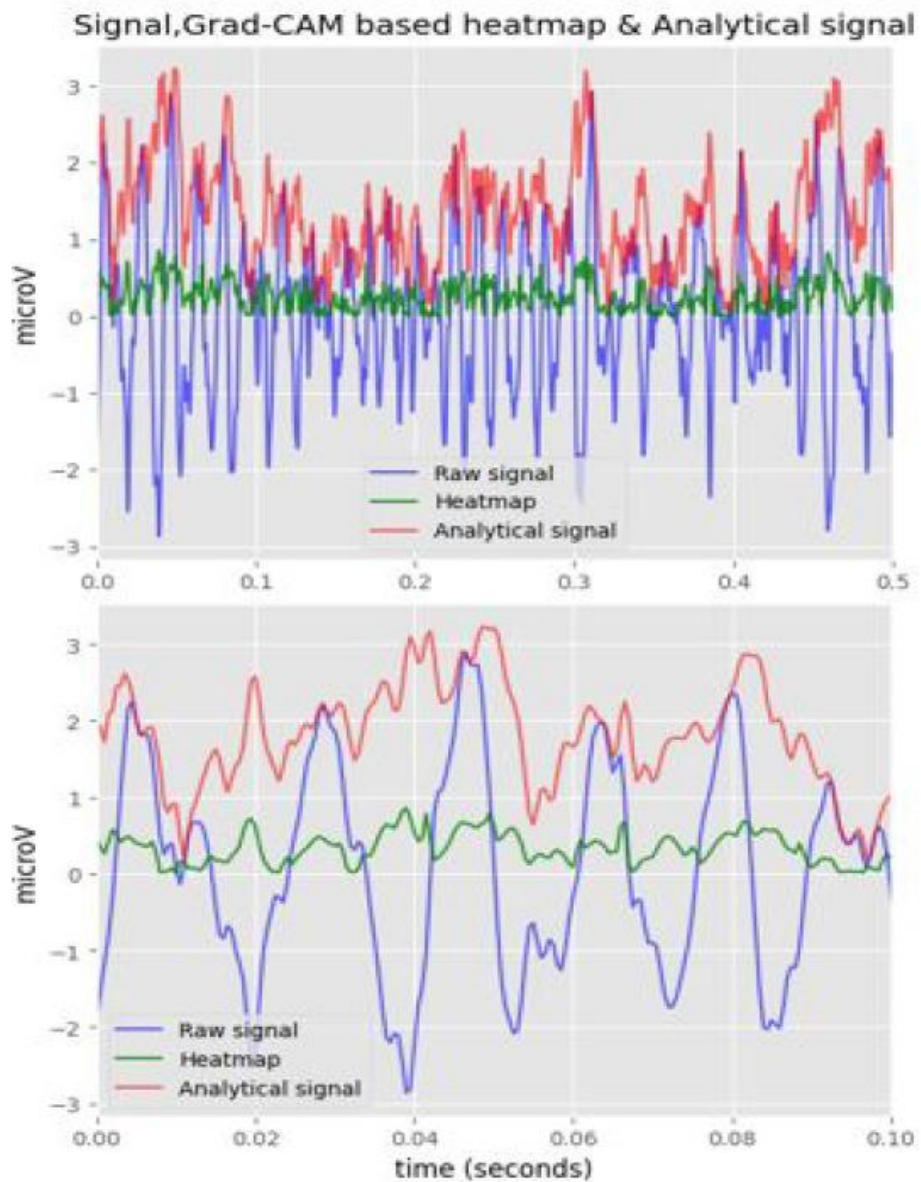 Signal,Grad-CAM based heatmap & Analytical signal
3
2
1
0
−1
−2
−3
microV
Raw signal
Heatmap
Analytical signal
0.0 0.1 0.2 0.3 0.4 0.5
3
2
1
0
−1
−2
−3
microV
Raw signal
Heatmap
Analytical signal
0.00 0.02 0.04 0.06 0.08 0.10
time (seconds)